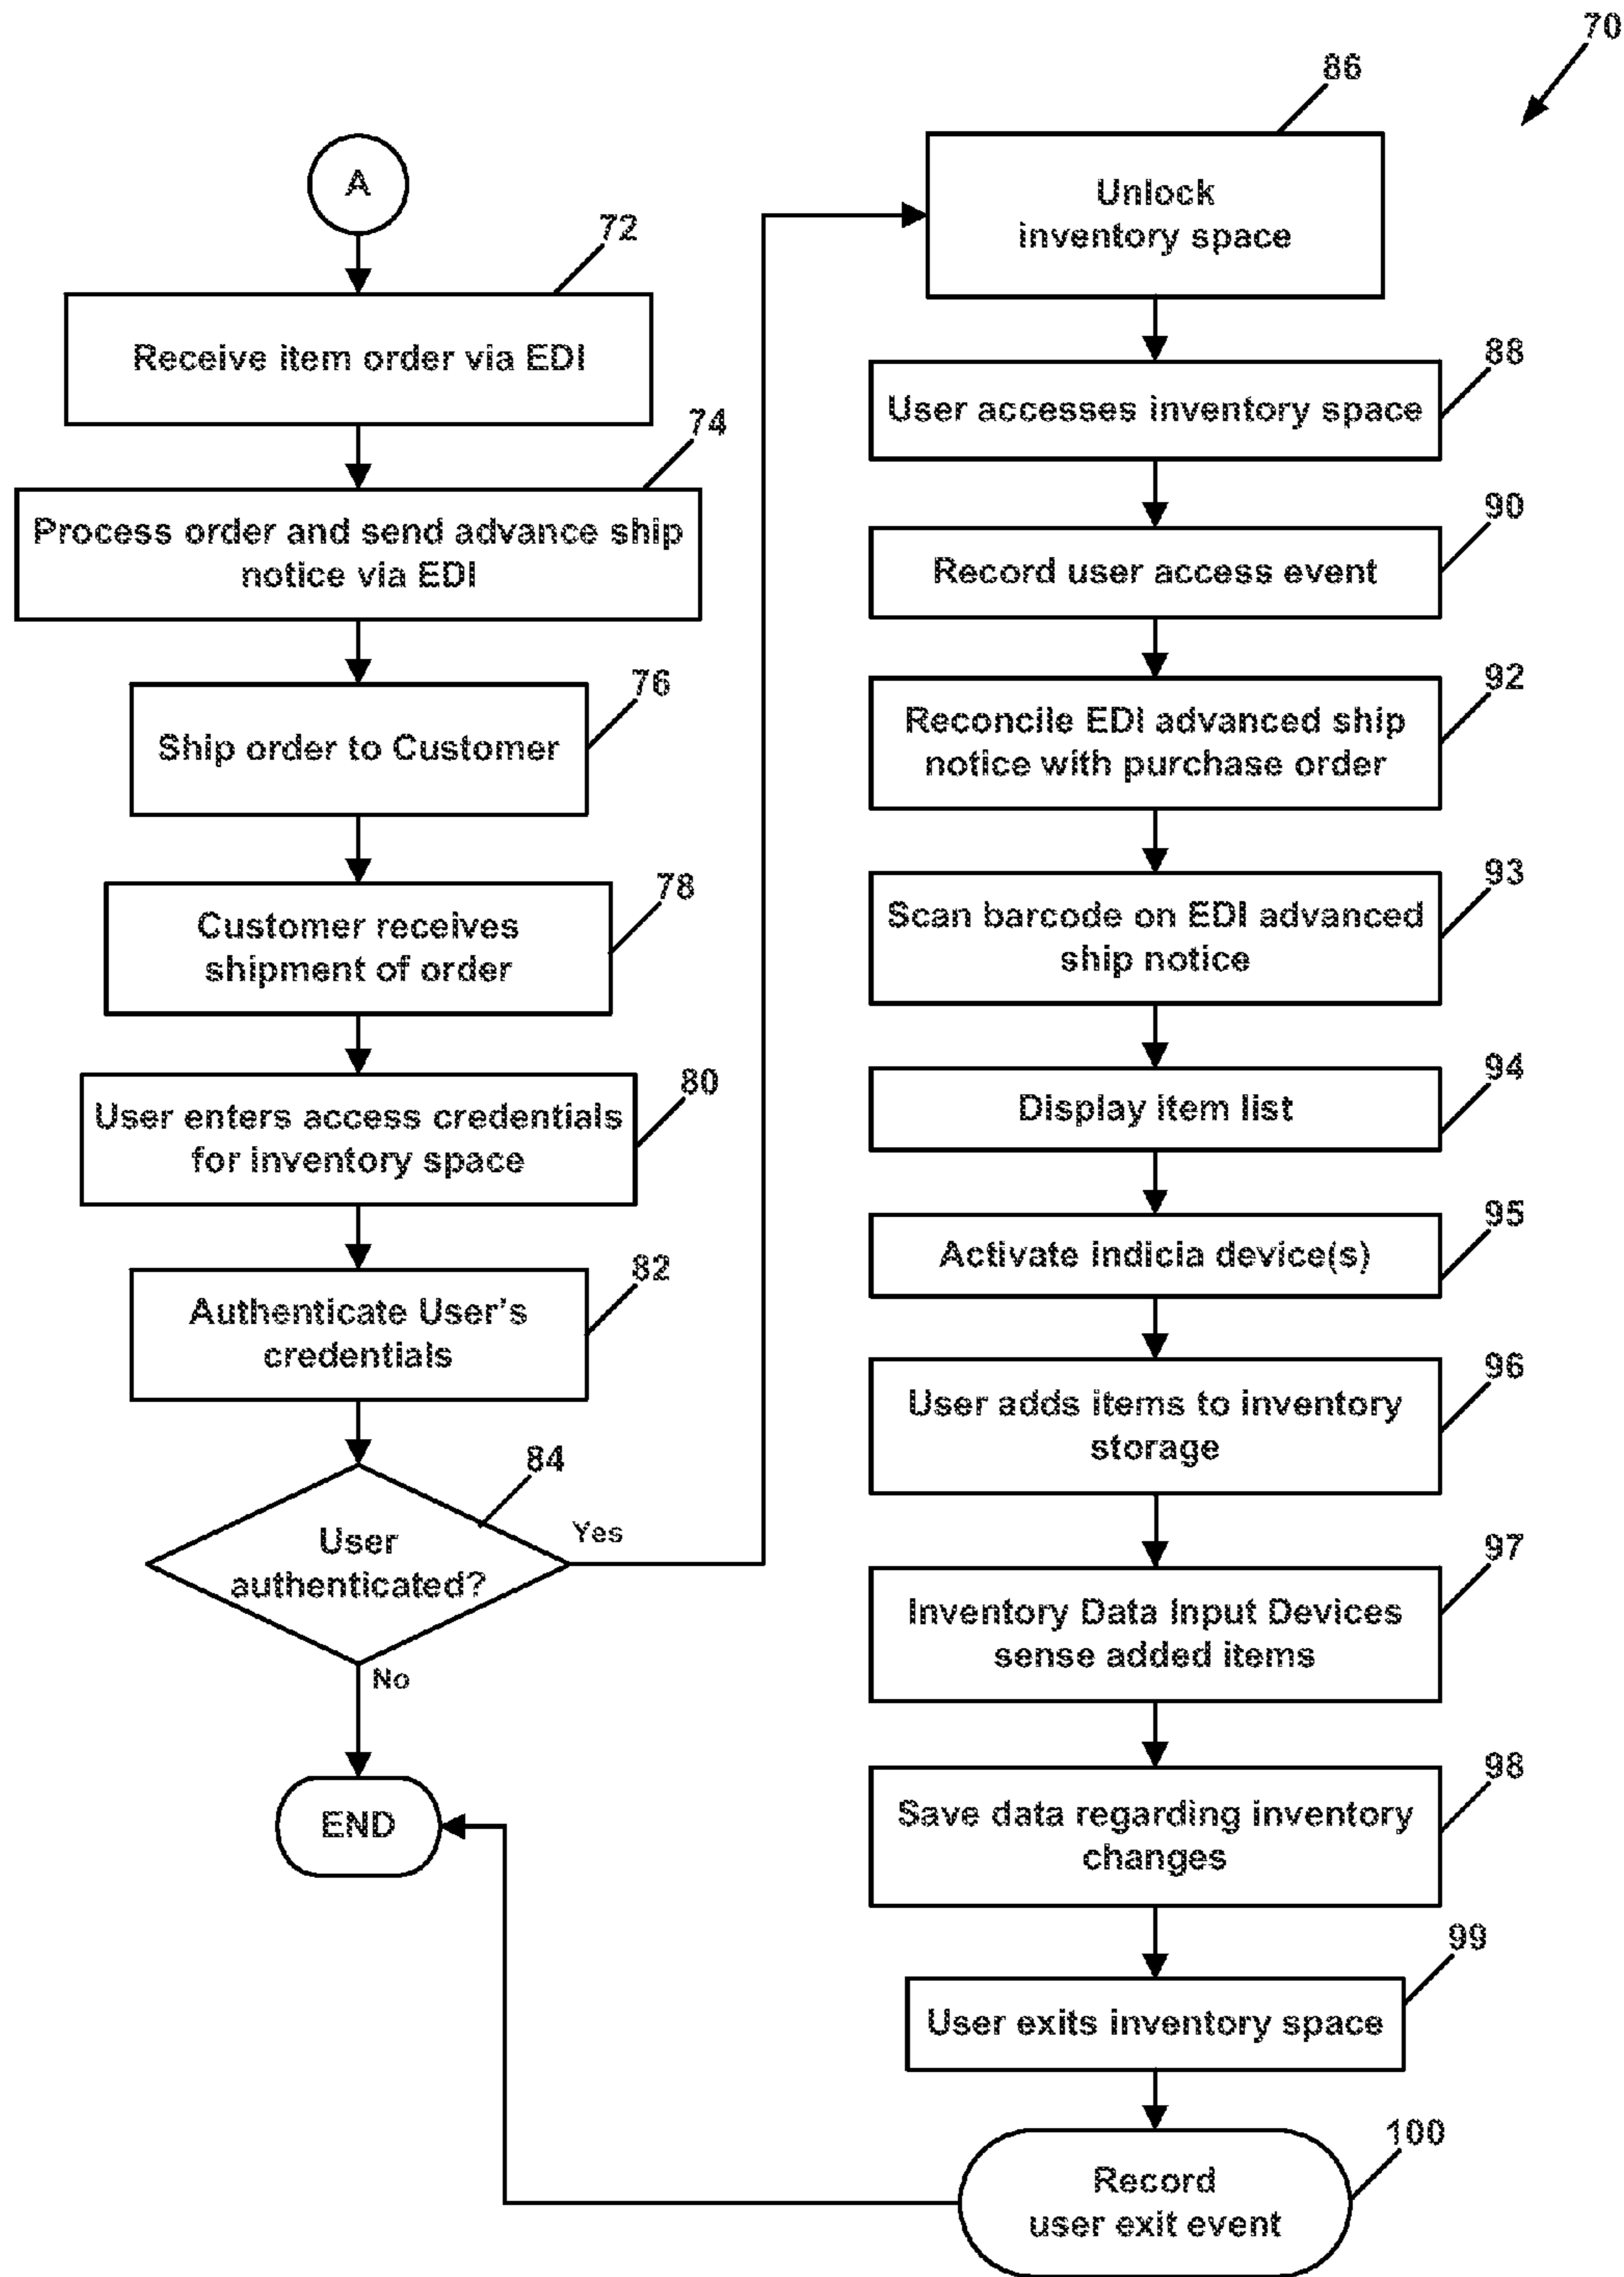 70
A
72
Receive item order via EDI
74
Process order and send advance ship
notice via EDI
76
Ship order to Customer
78
Customer receives
shipment of order
80
User enters access credentials
for inventory space
82
Authenticate User's
credentials
84
User
authenticated?
Yes
No
END
86
Unlock
inventory space
88
User accesses inventory space
90
Record user access event
92
Reconcile EDI advanced ship
notice with purchase order
93
Scan barcode on EDI advanced
ship notice
94
Display item list
95
Activate indicia device(s)
96
User adds items to inventory
storage
97
Inventory Data Input Devices
sense added items
98
Save data regarding inventory
changes
99
User exits inventory space
100
Record
user exit event